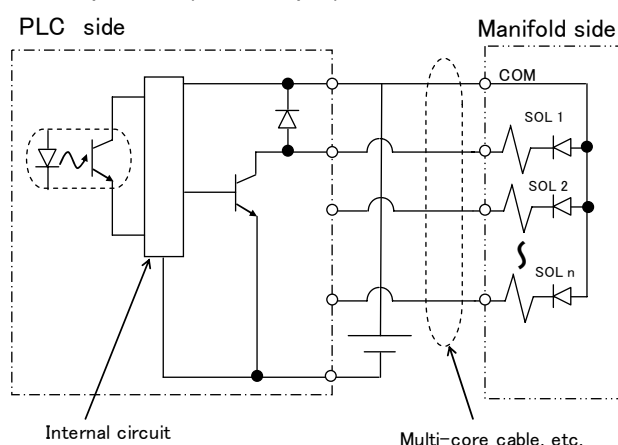 PLC side
Manifold side
COM
SOL 1
SOL 2
SOL n
Internal circuit
Multi-core cable, etc.